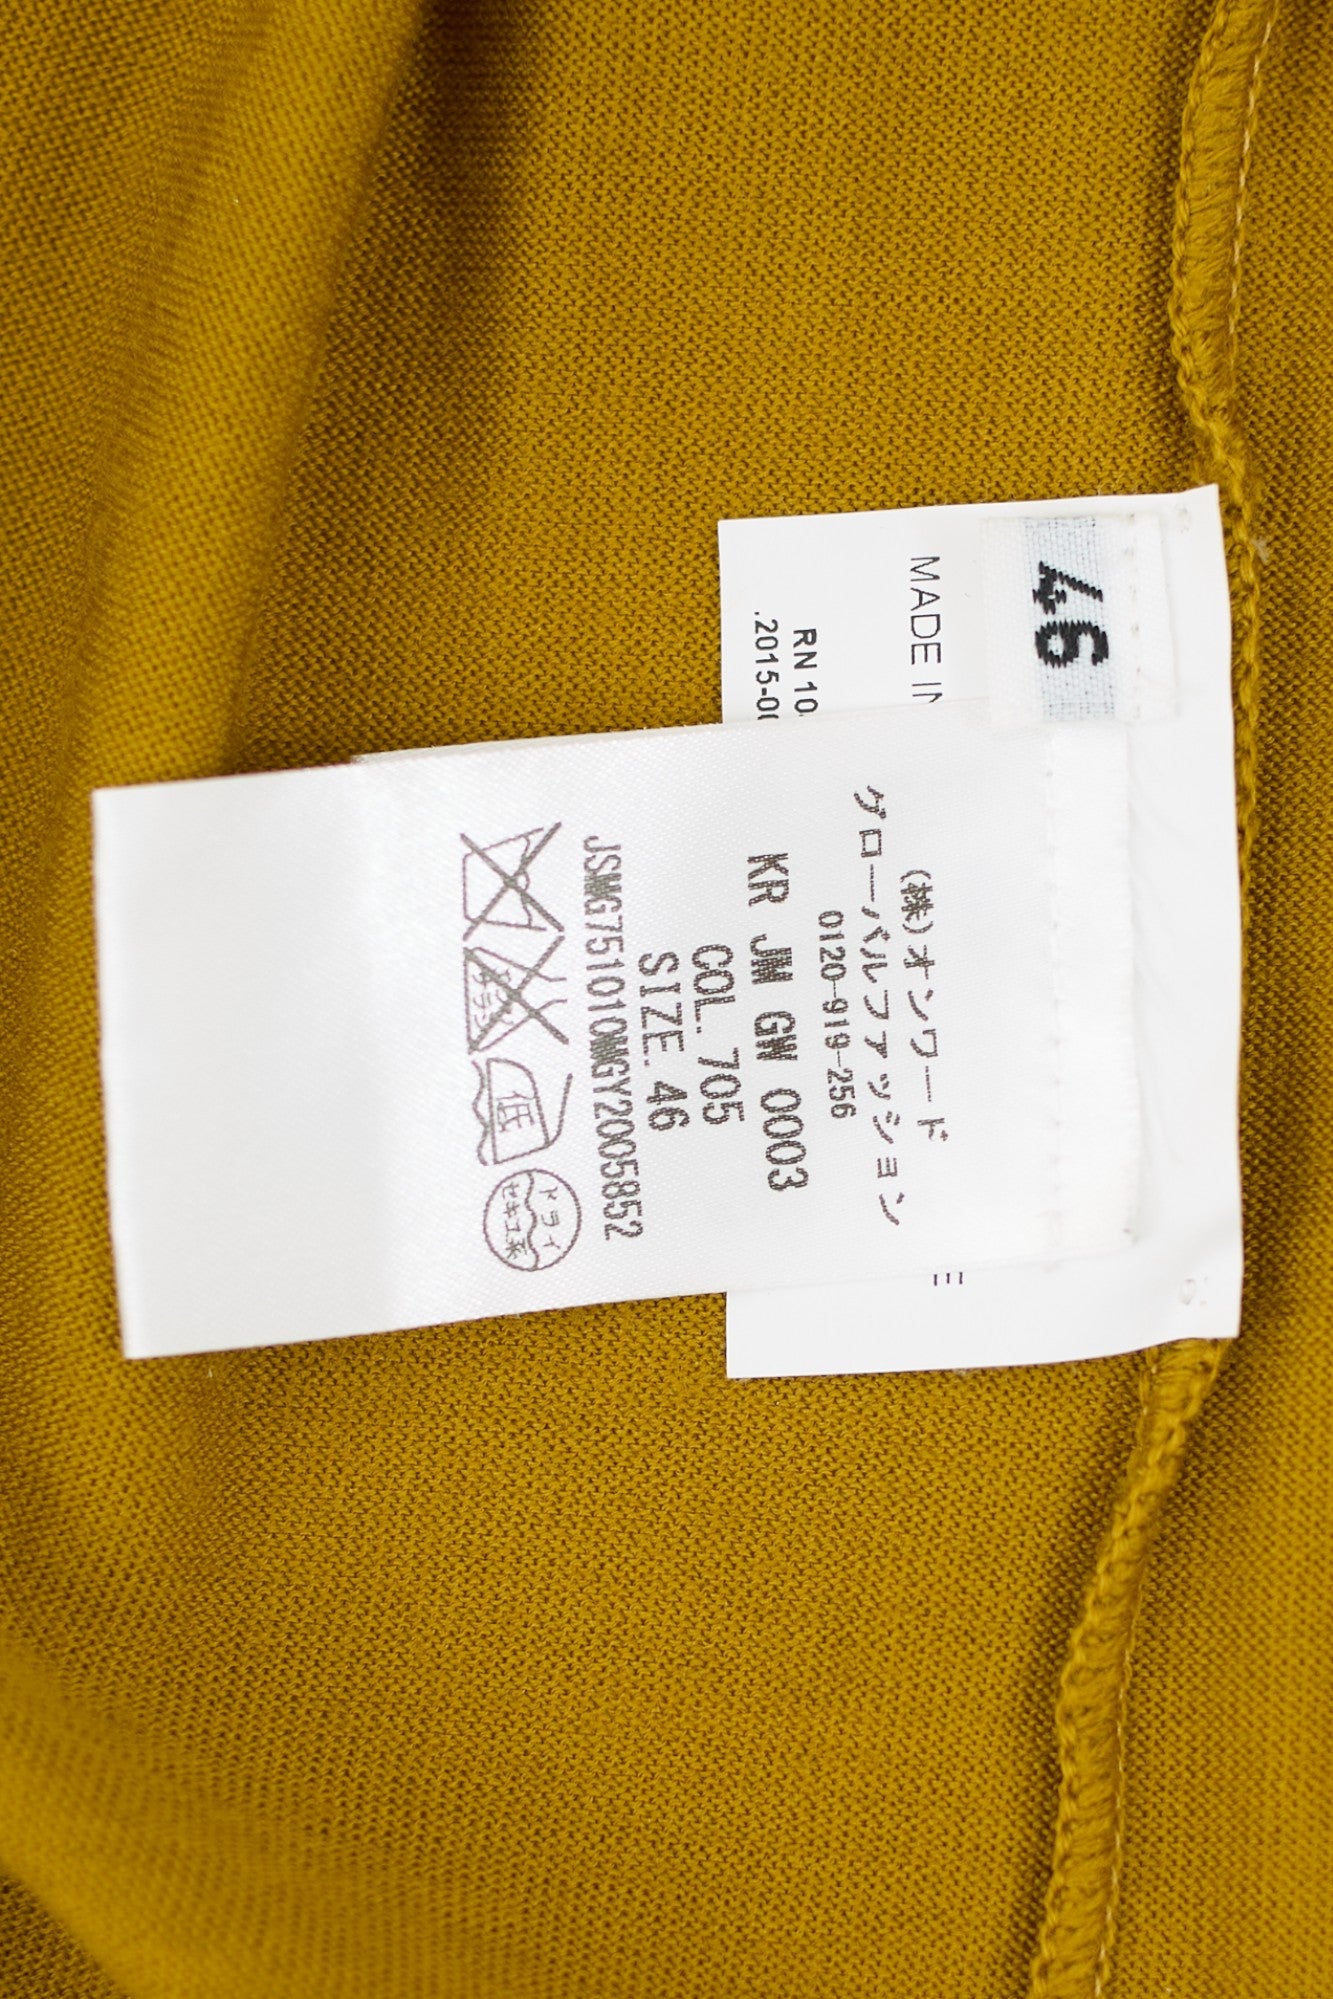 46
MADE IN
RN 10
.2015-00
(株)オンワード
グローバルファッション
0120-919-256
KR JM GW 0003
COL. 705
SIZE. 46
JSMG751010MMGY2005852
低
ドライ
セキユ系